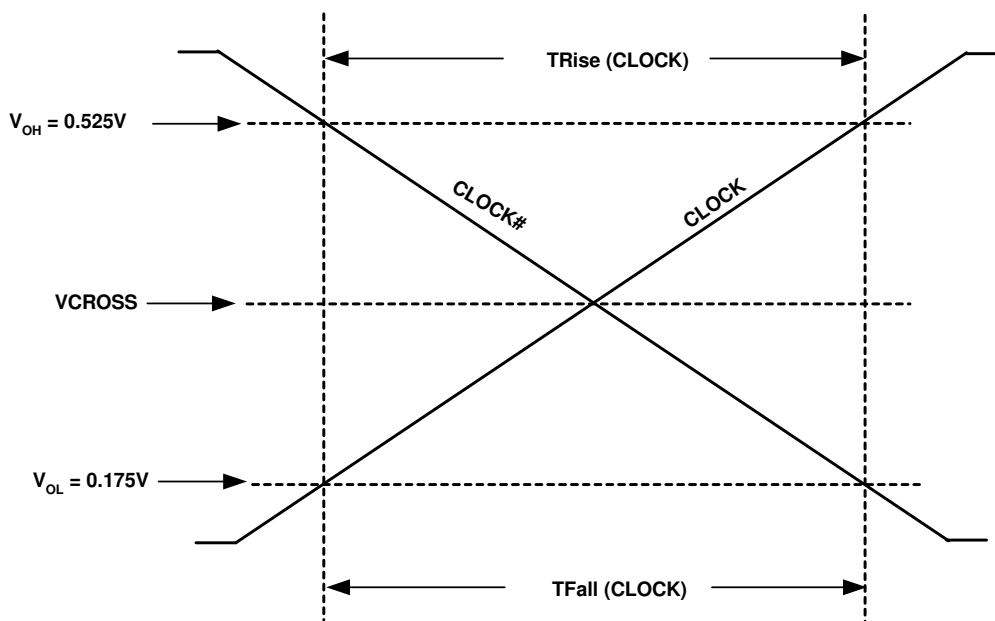 TRise (CLOCK)
VOH = 0.525V
CLOCK#
CLOCK
VCROSS
VOL = 0.175V
TFall (CLOCK)